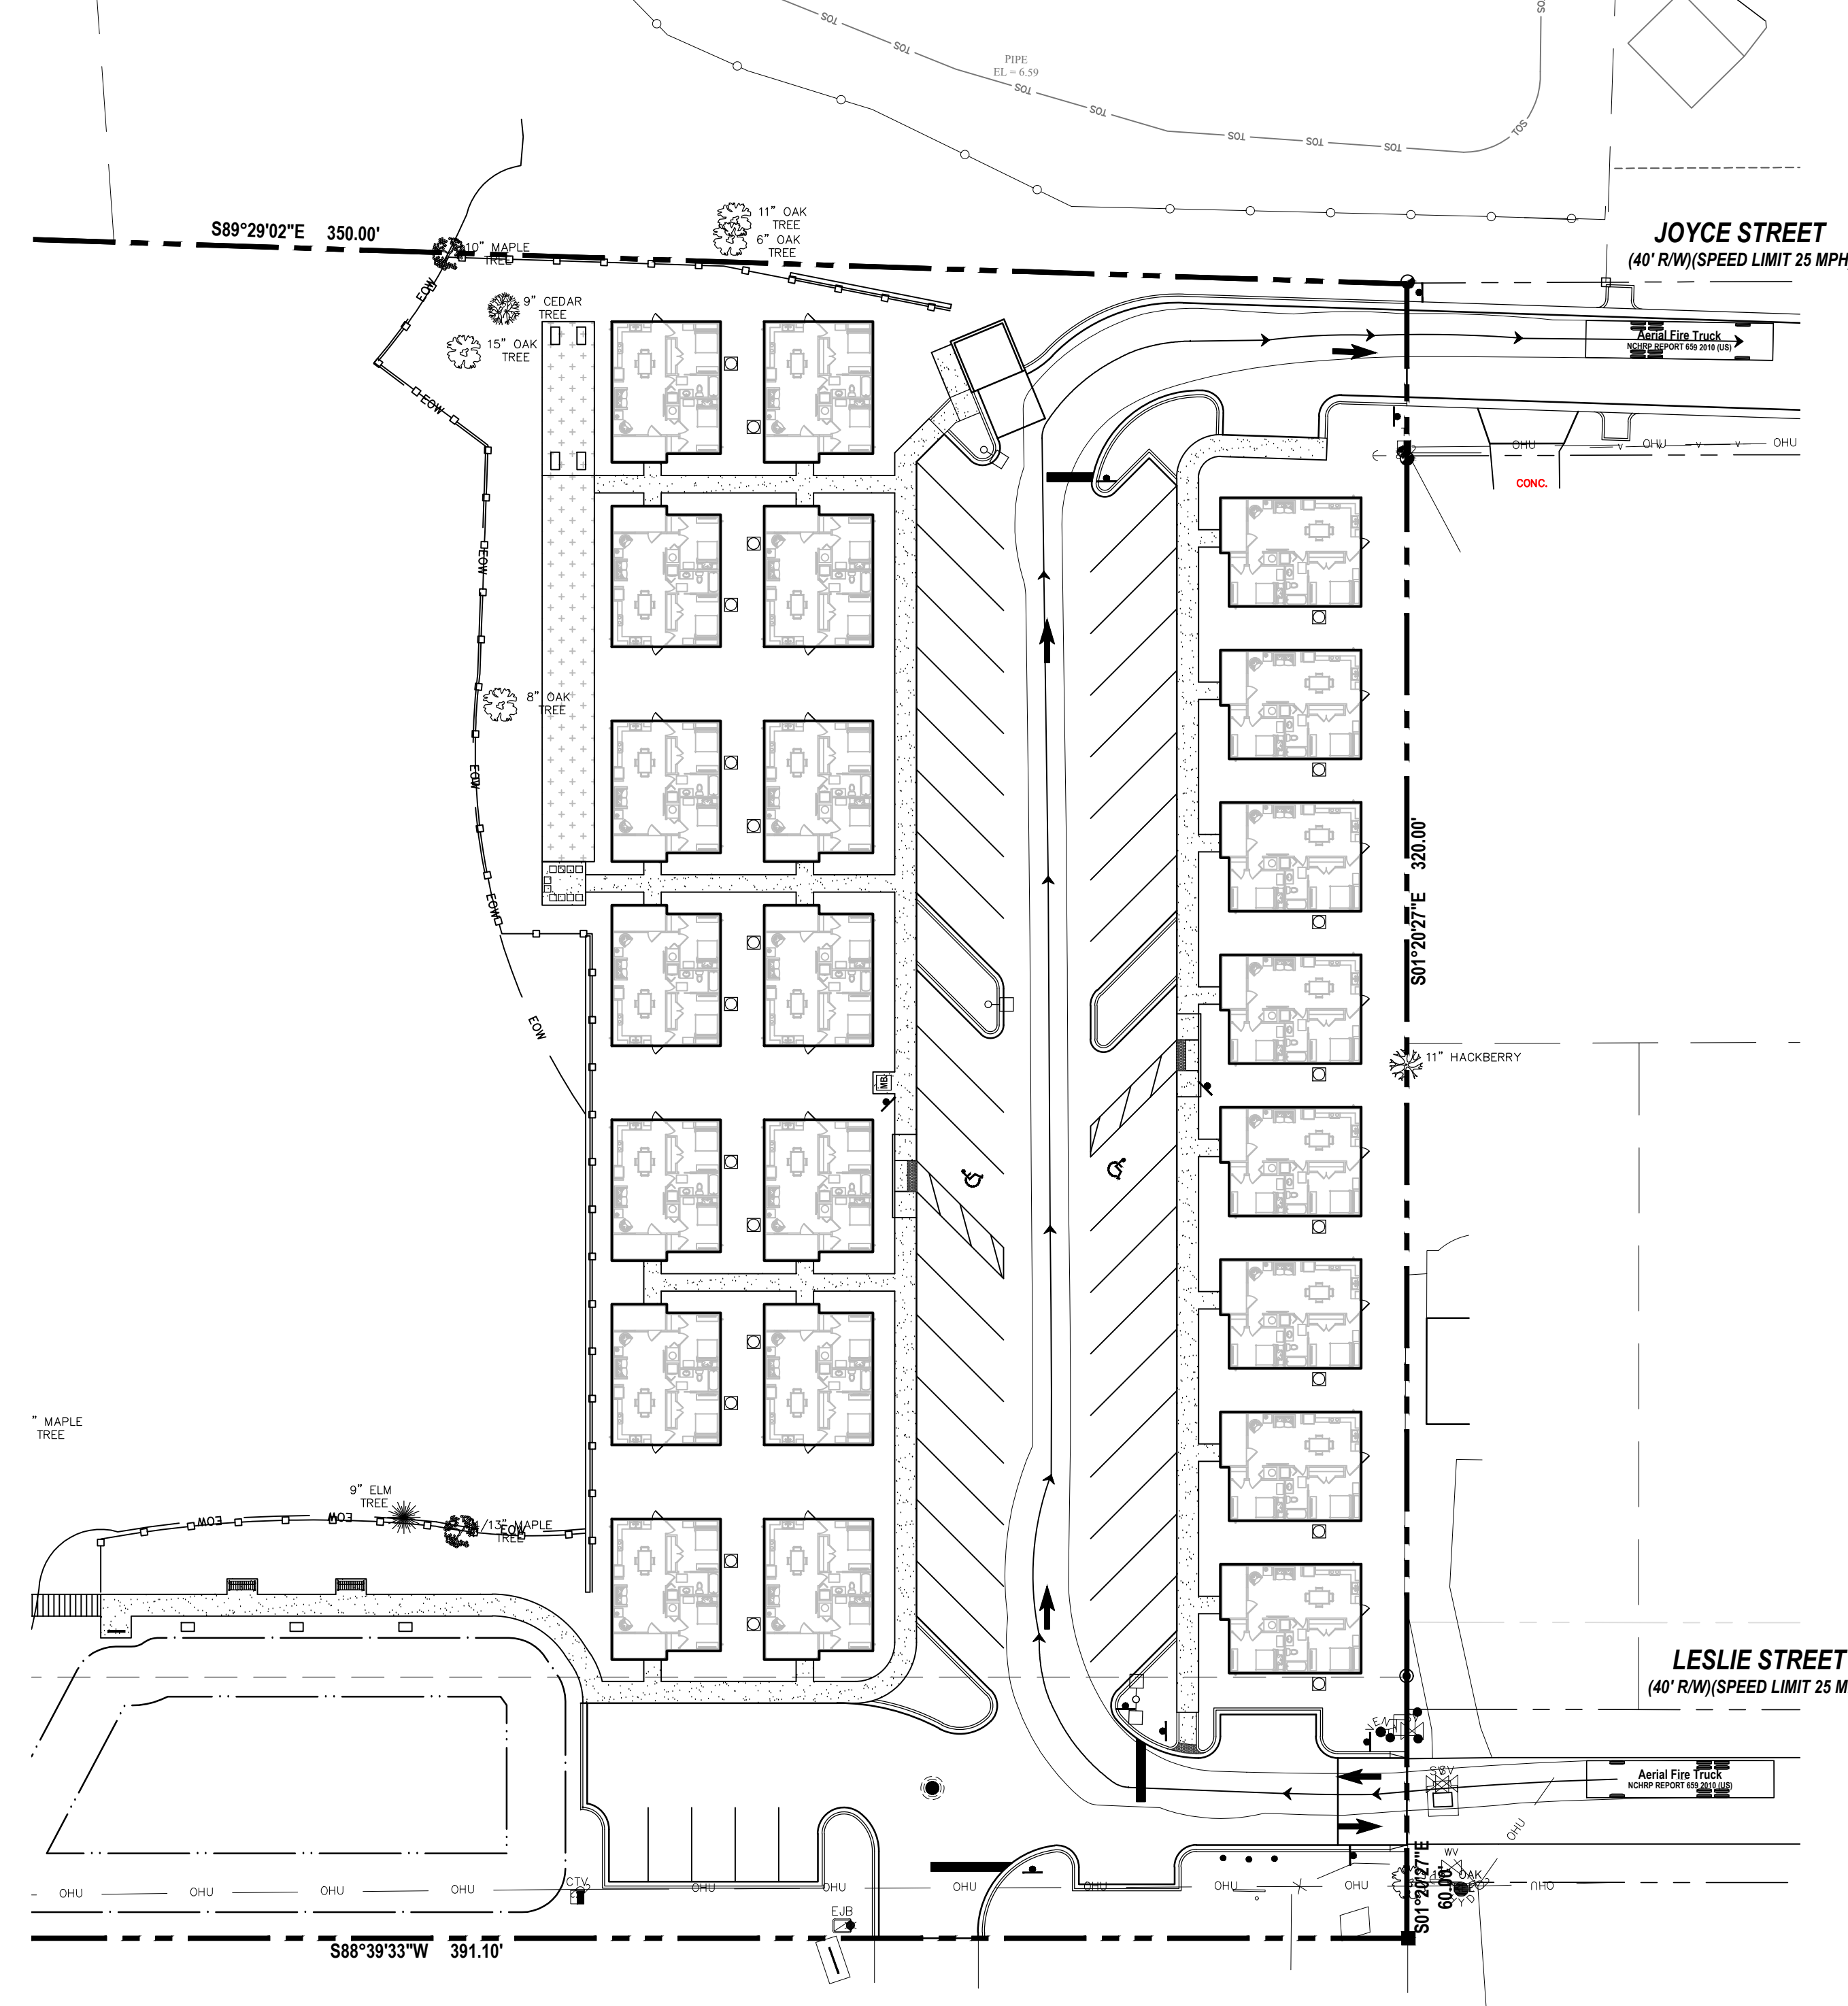 TOS
TOS
PIPE
EL = 6.59
TOS
TOS
TOS
TOS
TOS
TOS
TOS
S89°29'02"E 350.00'
11" OAK
TREE
6" OAK
TREE
10" MAPLE
TREE
JOYCE STREET
(40' R/W)(SPEED LIMIT 25 MPH
EOW
9" CEDAR
TREE
15" OAK
TREE
Aerial Fire Truck
NCHRP REPORT 659 2010 (US)
EOW
OHU
OHU
OHU
CONC.
EOW
8" OAK
TREE
EOW
S01°20'27"E 320.00'
EOW
EOW
11" HACKBERRY
MB
" MAPLE
TREE
9" ELM
TREE
EOW
EOW
/13" MAPLE
EOW
TREE
LESLIE STREET
(40' R/W)(SPEED LIMIT 25 M
VENT
SSV
Aerial Fire Truck
NCHRP REPORT 659 2010 (US)
OHU
WV
OAK
CTV
OHU
OHU
OHU
OHU
OHU
OHU
OHU
OHU
OHU
OHU
OHU
EJB
S01°20'27"E
60.00'
S88°39'33"W 391.10'